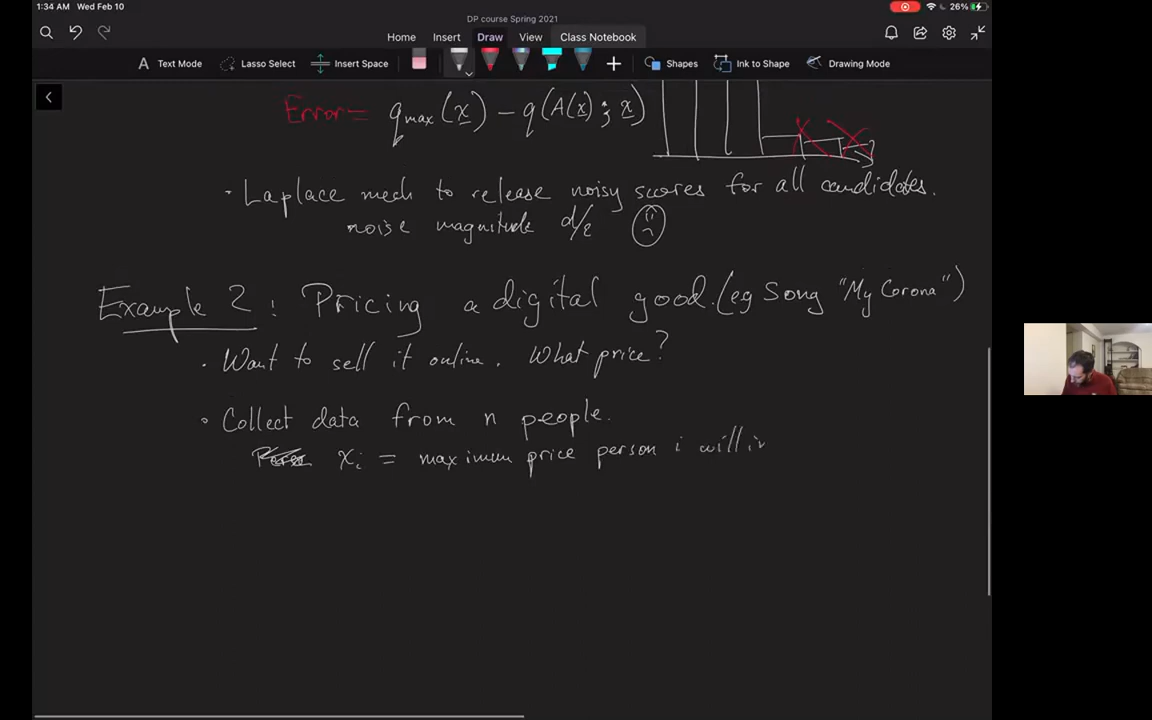 1:34 AM Wed Feb 10
26%
DP course Spring 2021
Home Insert Draw View Class Notebook
A Text Mode Lasso Select Insert Space Shapes Ink to Shape Drawing Mode
Error = q_max(x) - q(A(x); x)
· Laplace mech to release noisy scores for all candidates.
noise magnitude d/ε
Example 2: Pricing a digital good. (eg Song "My Corona")
· Want to sell it online. What price?
· Collect data from n people.
x_i = maximum price person i will i